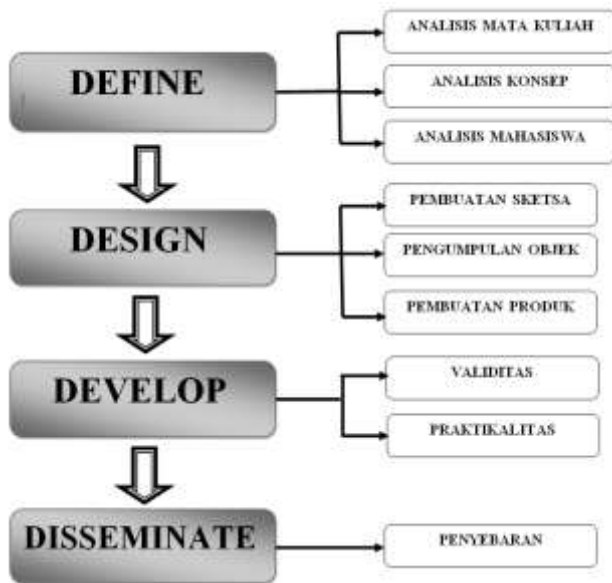 DEFINE
ANALISIS MATA KULIAH
ANALISIS KONSEP
ANALISIS MAHASISWA
DESIGN
PEMBUATAN SKETSA
PENGUMPULAN OBJEK
PEMBUATAN PRODUK
DEVELOP
VALIDITAS
PRAKTIKALITAS
DISSEMINATE
PENYEBARAN